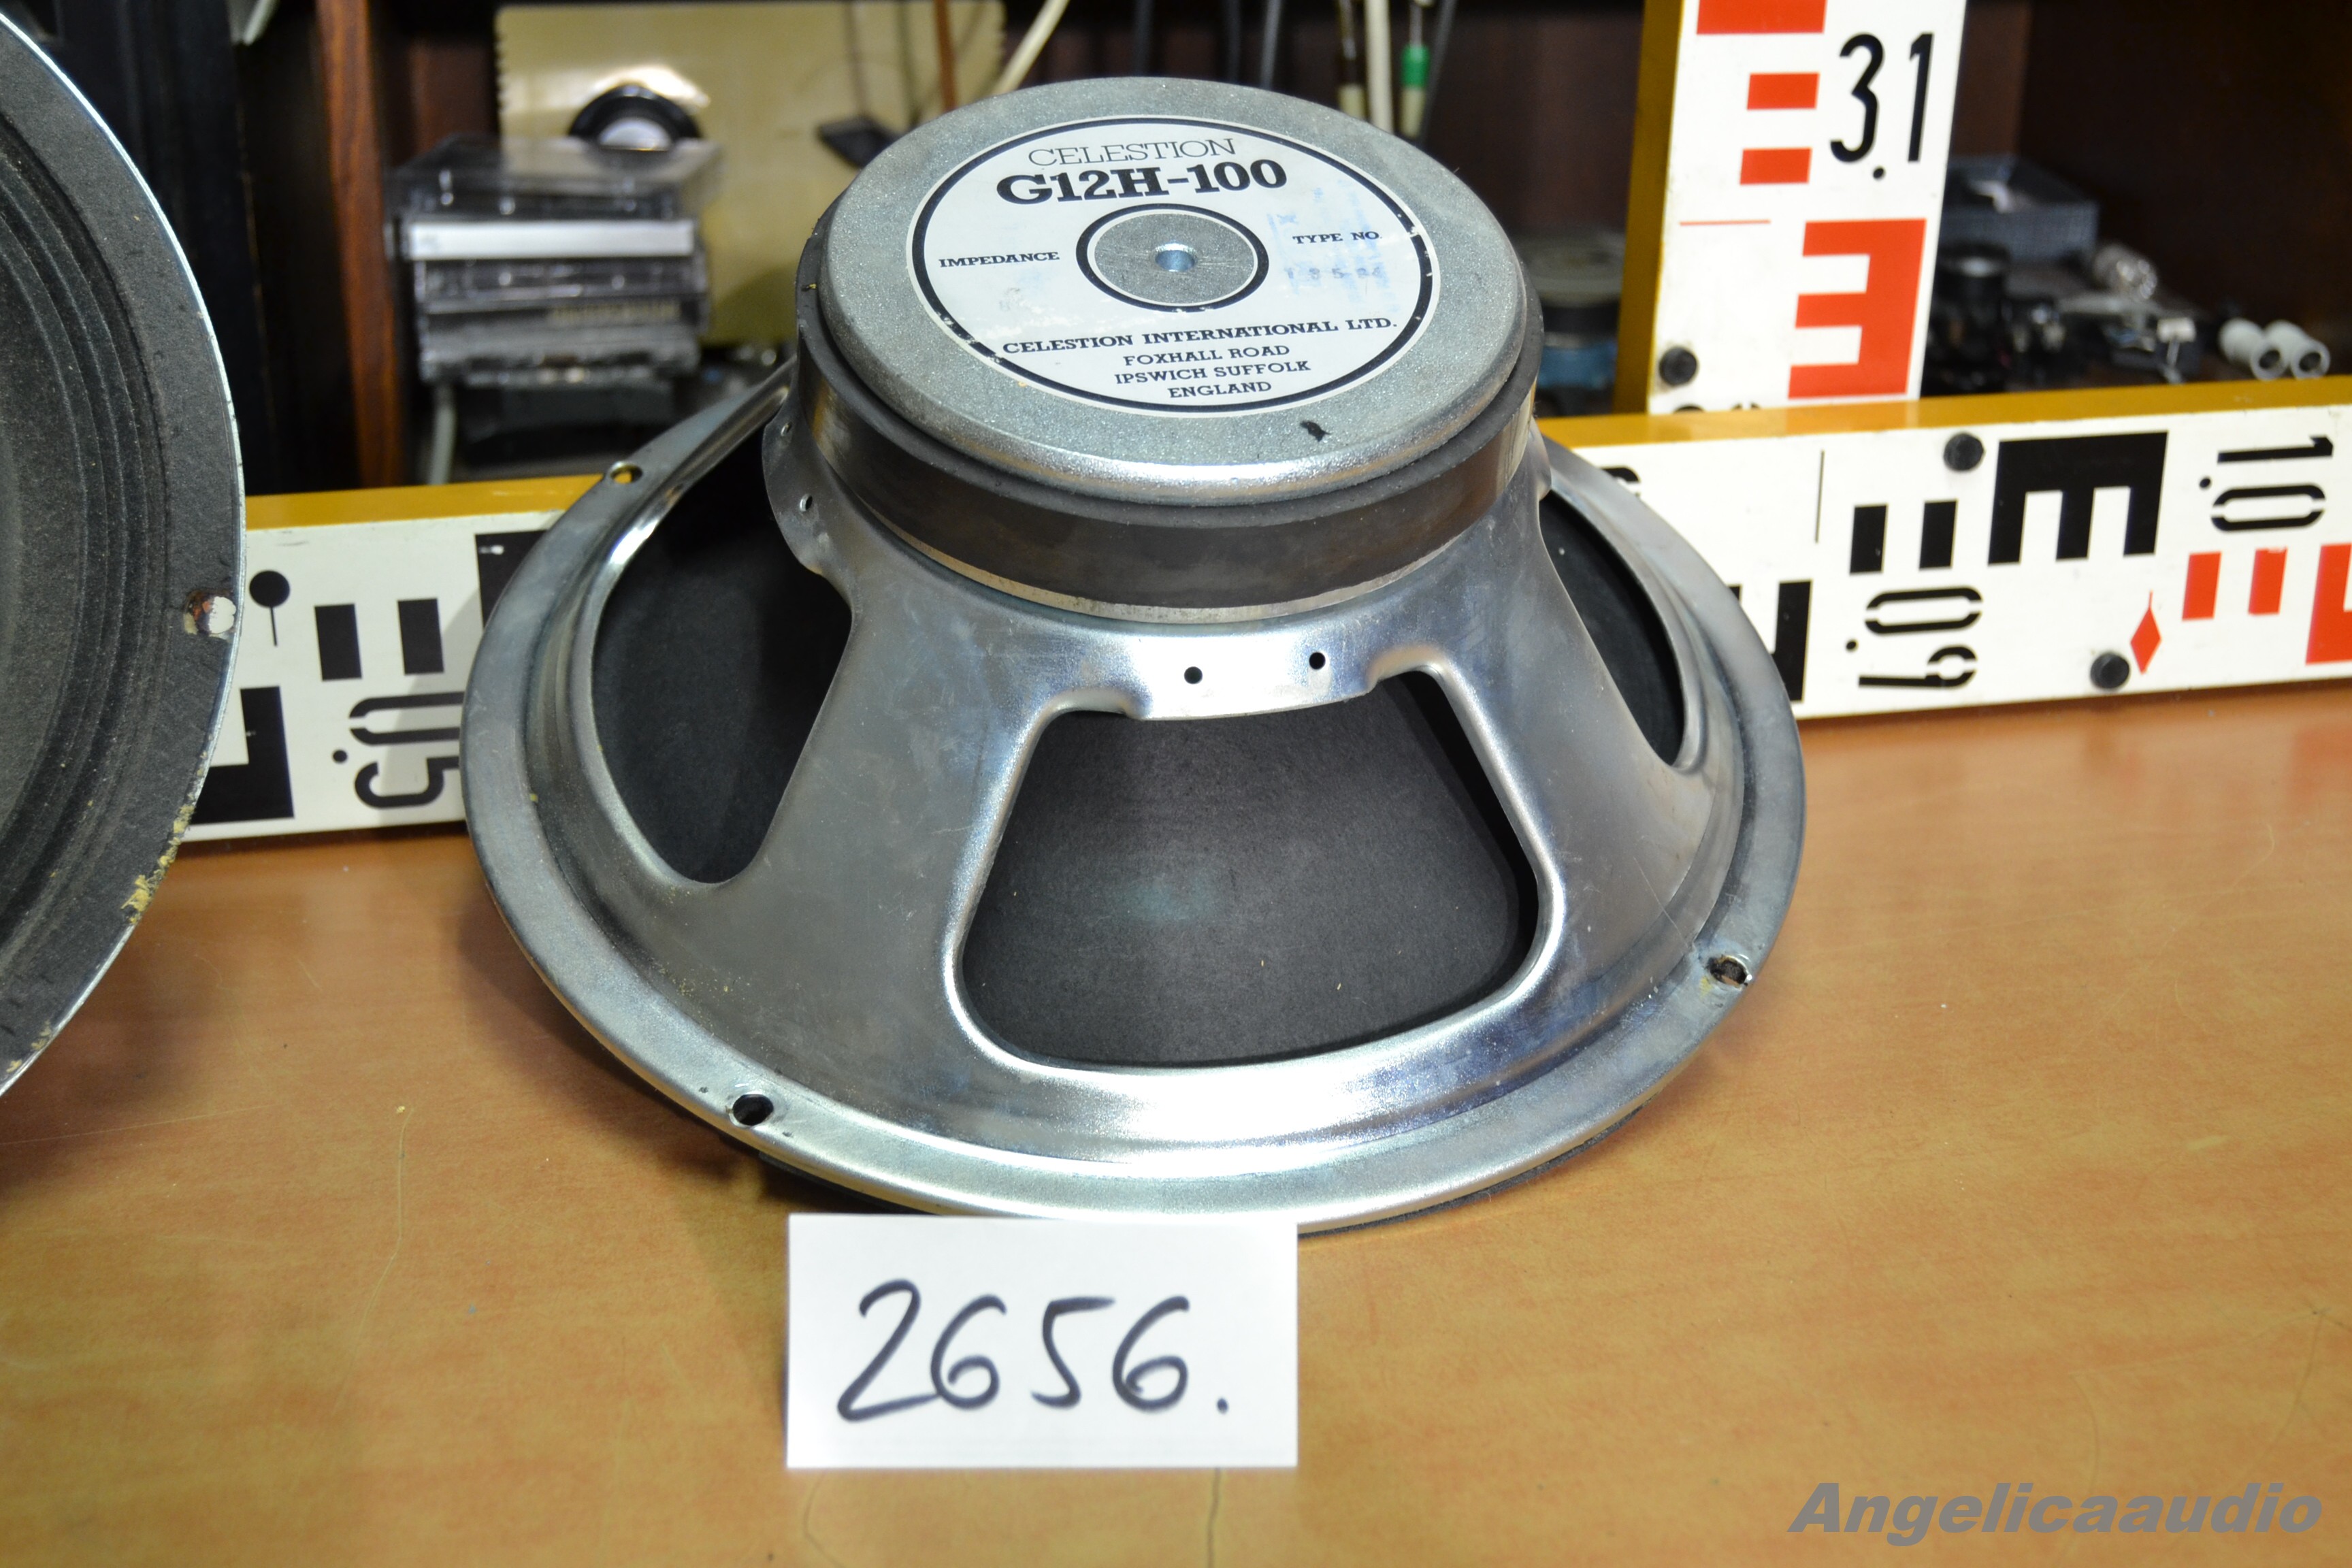 CELESTION
G12H-100
IMPEDANCE
TYPE NO.
CELESTION INTERNATIONAL LTD.
FOXHALL ROAD
IPSWICH SUFFOLK
ENGLAND
3.1
1.0
0.9
0.5
2656.
Angelicaaudio